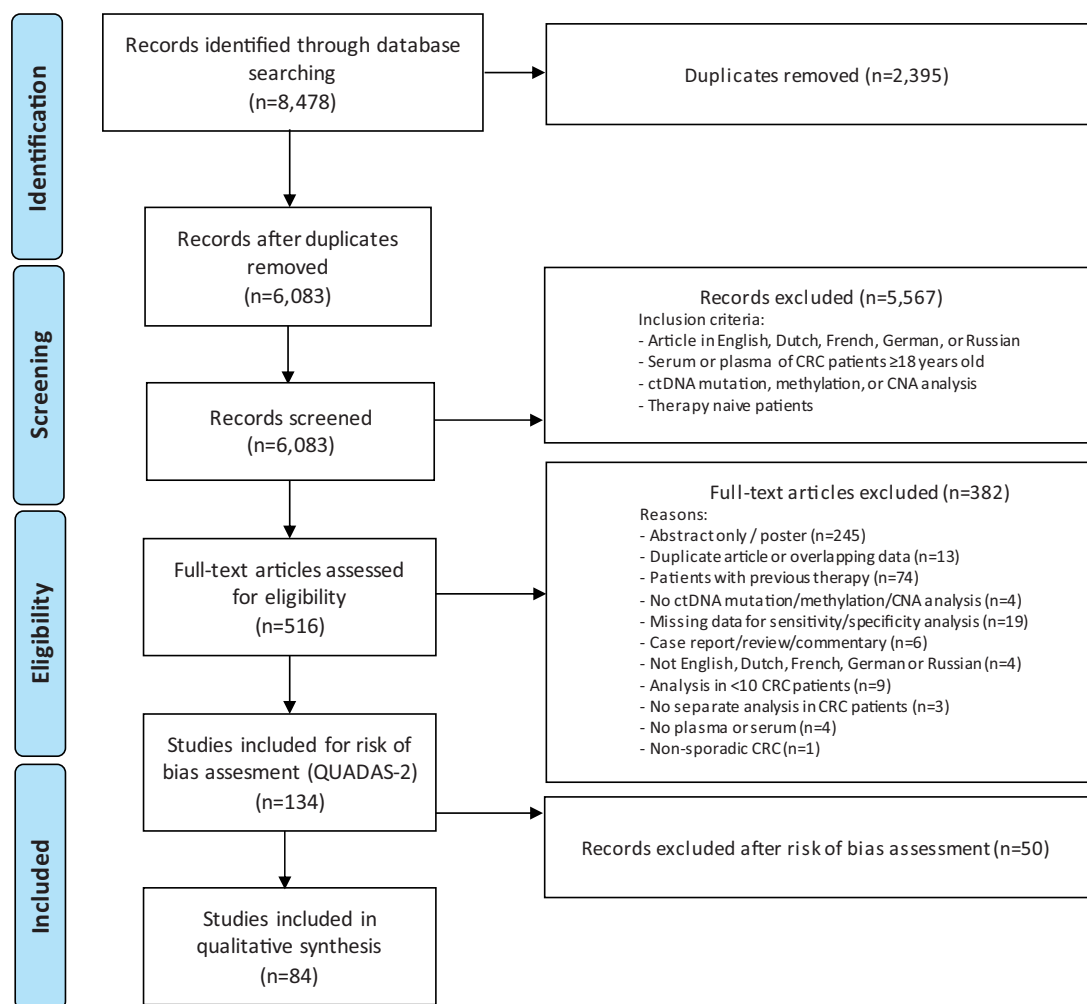 Identification
Records identified through database
searching
(n=8,478)
Duplicates removed (n=2,395)
Records after duplicates
removed
(n=6,083)
Screening
Records screened
(n=6,083)
Records excluded (n=5,567)
Inclusion criteria:
- Article in English, Dutch, French, German, or Russian
- Serum or plasma of CRC patients ≥18 years old
- ctDNA mutation, methylation, or CNA analysis
- Therapy naive patients
Eligibility
Full-text articles assessed
for eligibility
(n=516)
Full-text articles excluded (n=382)
Reasons:
- Abstract only / poster (n=245)
- Duplicate article or overlapping data (n=13)
- Patients with previous therapy (n=74)
- No ctDNA mutation/methylation/CNA analysis (n=4)
- Missing data for sensitivity/specificity analysis (n=19)
- Case report/review/commentary (n=6)
- Not English, Dutch, French, German or Russian (n=4)
- Analysis in <10 CRC patients (n=9)
- No separate analysis in CRC patients (n=3)
- No plasma or serum (n=4)
- Non-sporadic CRC (n=1)
Studies included for risk of
bias assesment (QUADAS-2)
(n=134)
Included
Records excluded after risk of bias assessment (n=50)
Studies included in
qualitative synthesis
(n=84)